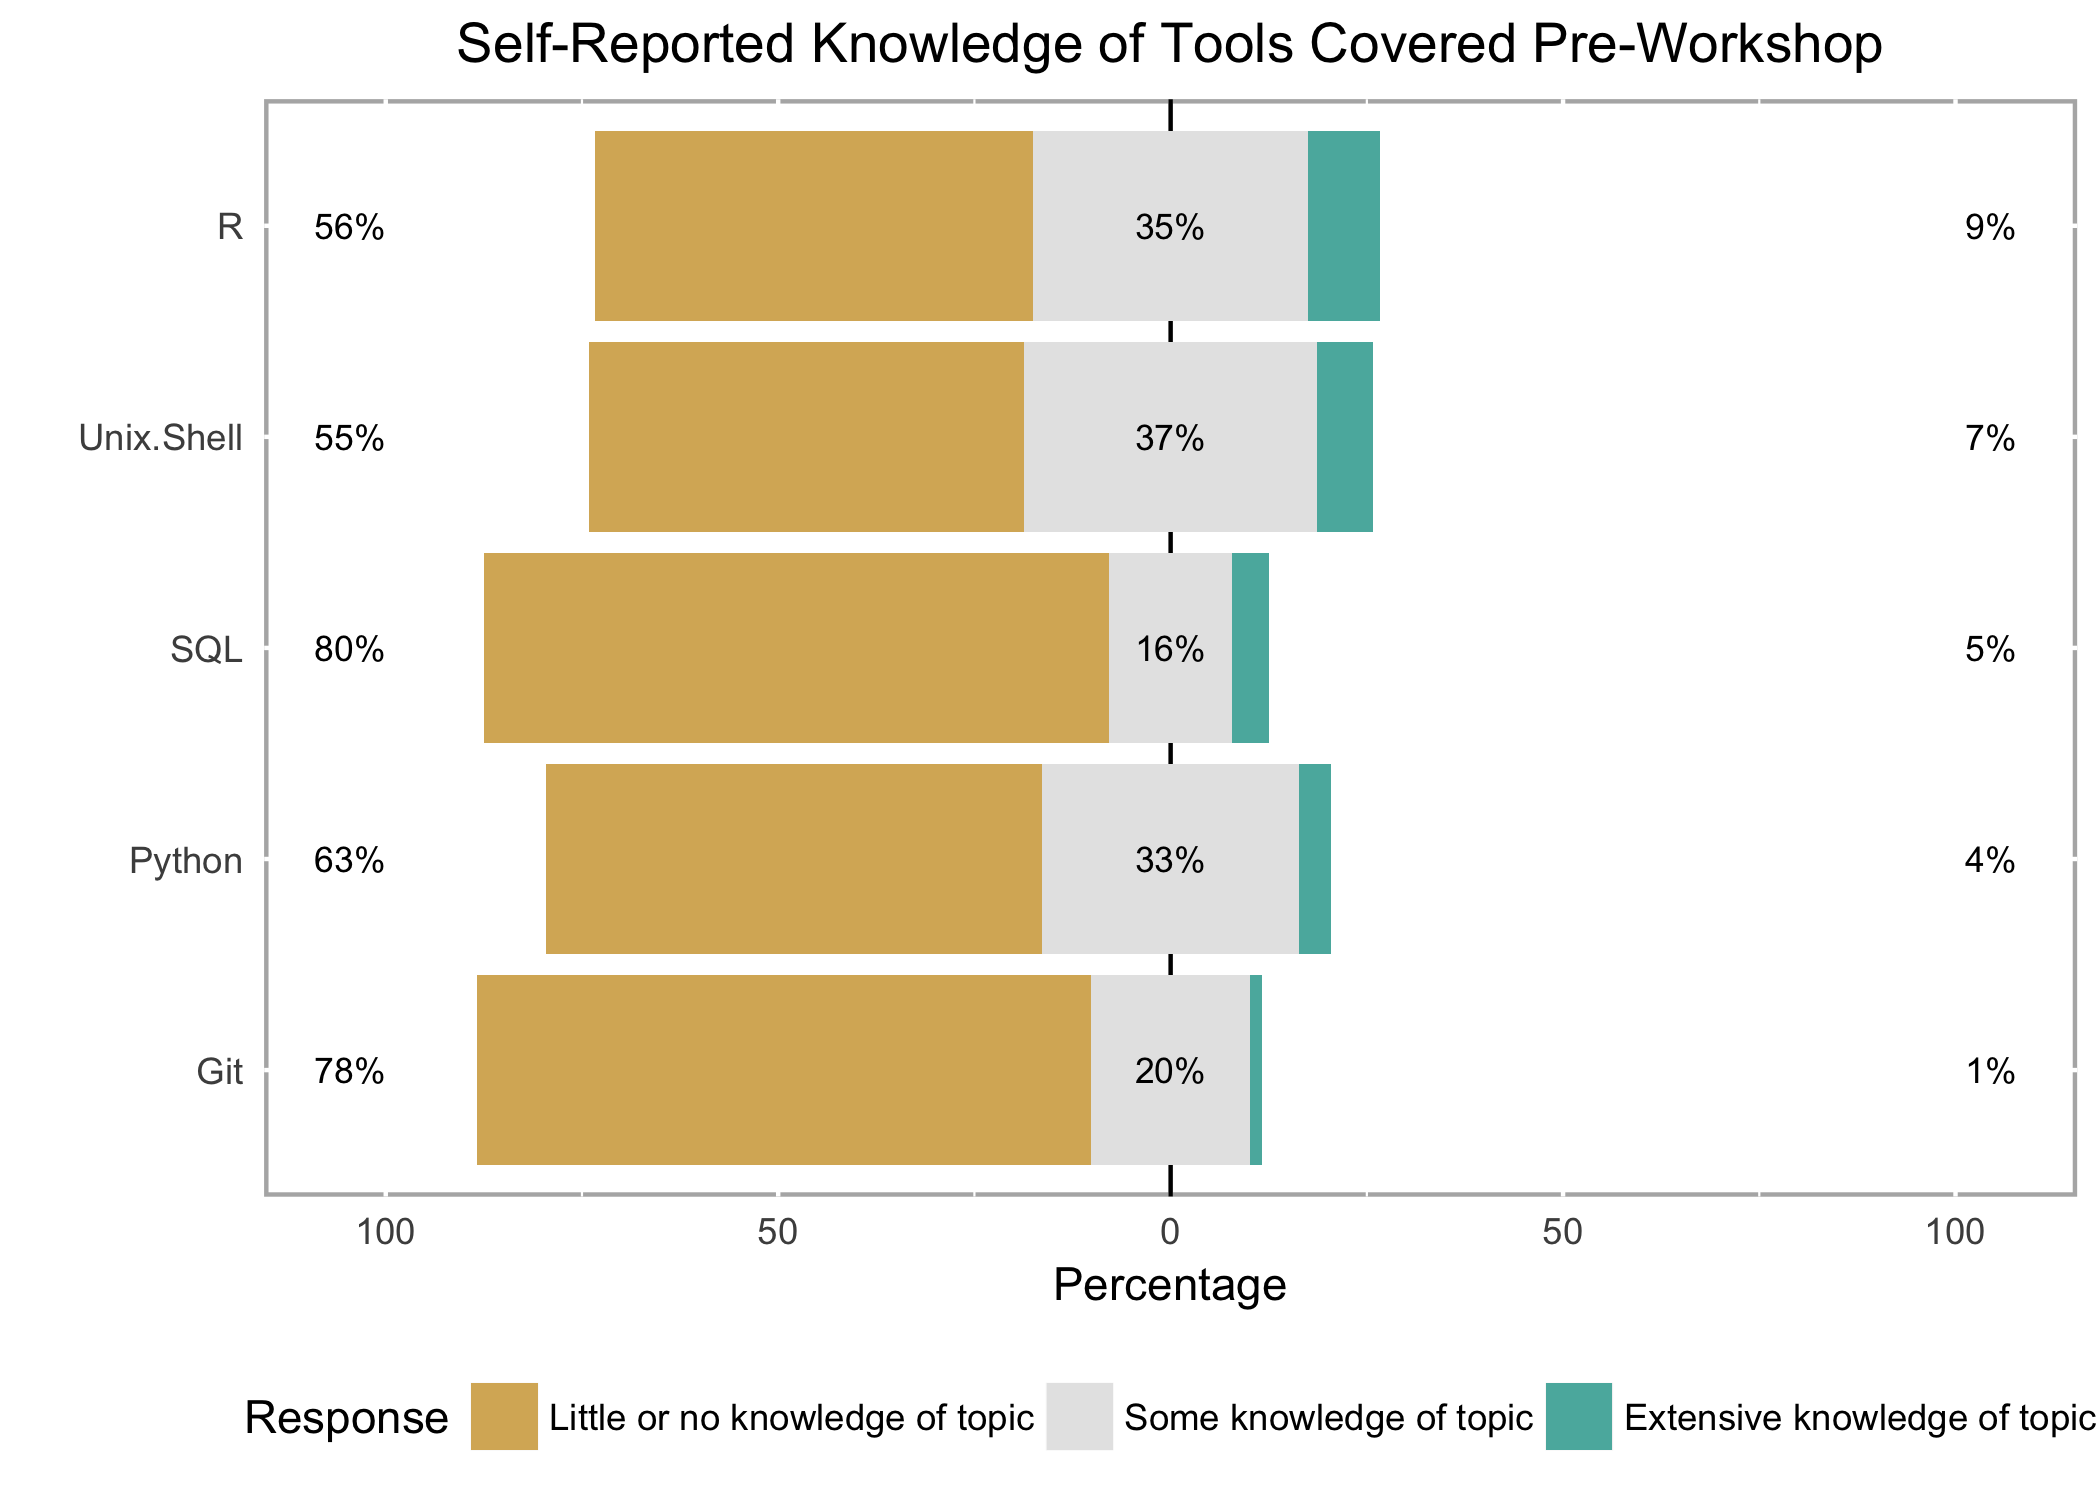 Self-Reported Knowledge of Tools Covered Pre-Workshop
R 56% 35% 9%
Unix.Shell 55% 37% 7%
SQL 80% 16% 5%
Python 63% 33% 4%
Git 78% 20% 1%
100 50 0 50 100
Percentage
Response Little or no knowledge of topic Some knowledge of topic Extensive knowledge of topic